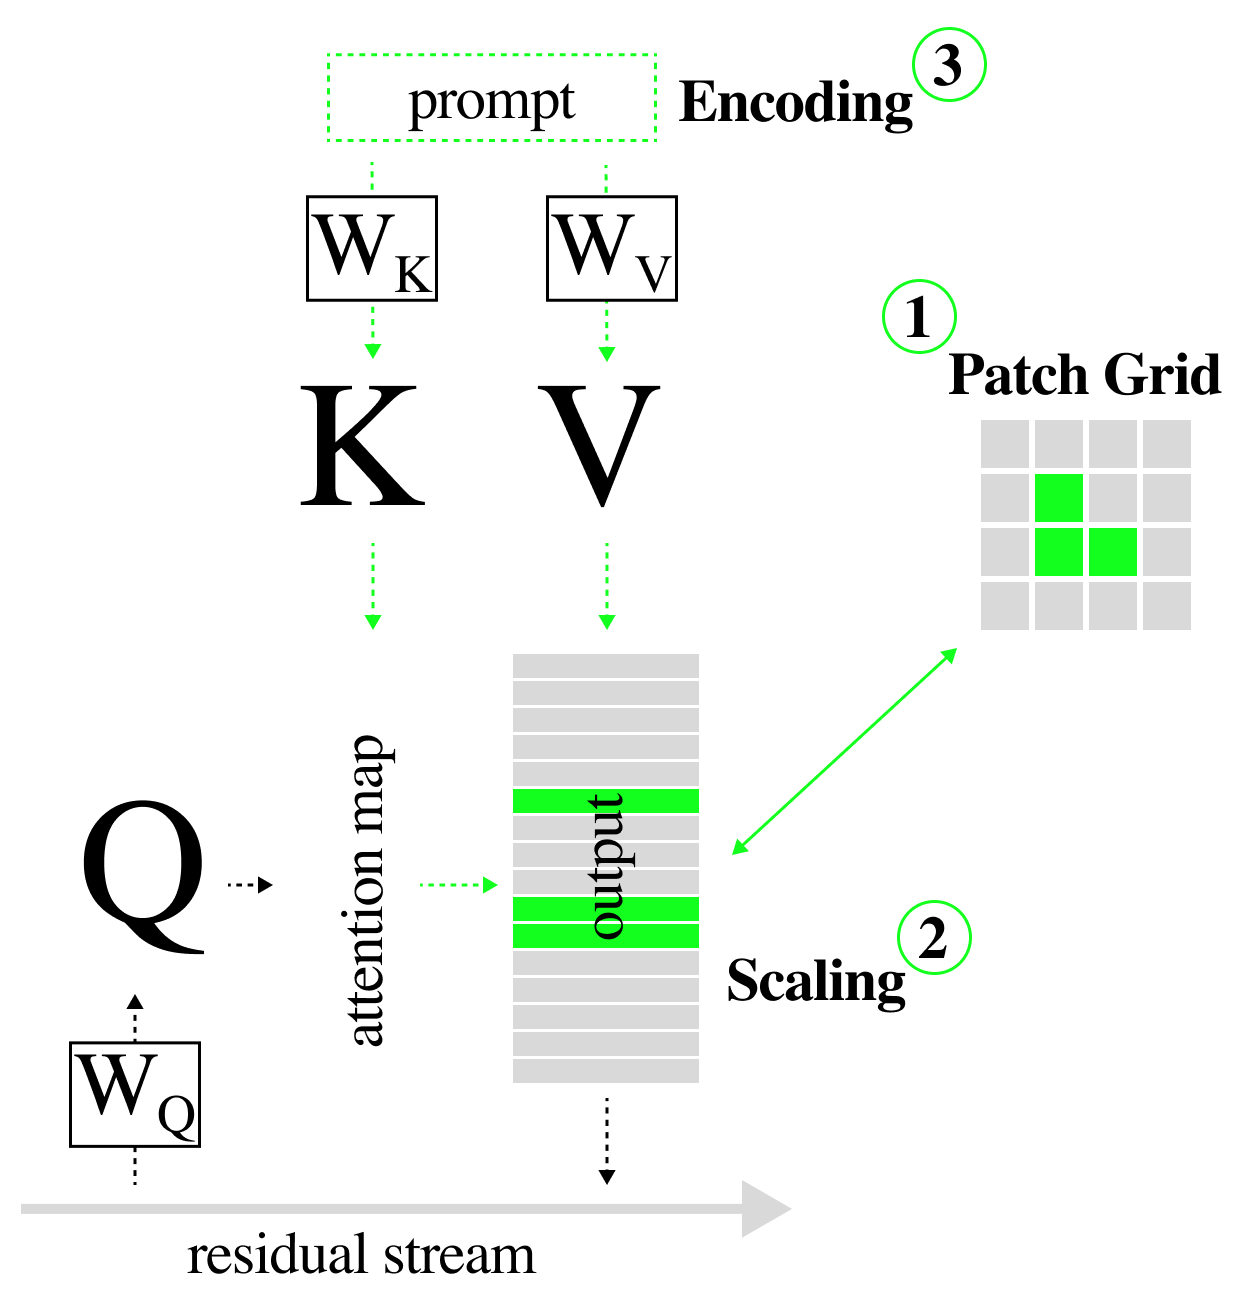 3
prompt
Encoding
W_K
W_V
1
Patch Grid
K
V
attention map
output
Q
2
Scaling
W_Q
residual stream